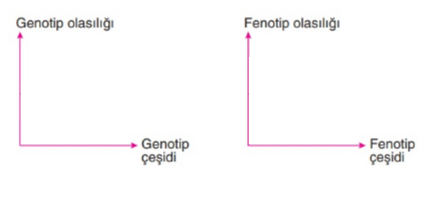 Genotip olasılığı
Fenotip olasılığı
Genotip
çeşidi
Fenotip
çeşidi